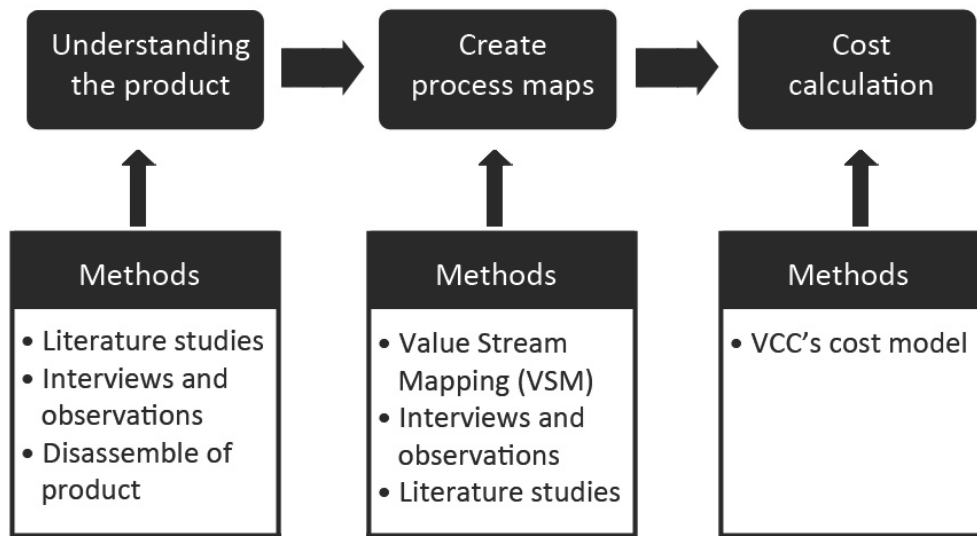 Understanding
the product
Create
process maps
Cost
calculation
Methods
• Literature studies
• Interviews and
observations
• Disassemble of
product
Methods
• Value Stream
Mapping (VSM)
• Interviews and
observations
• Literature studies
Methods
• VCC's cost model